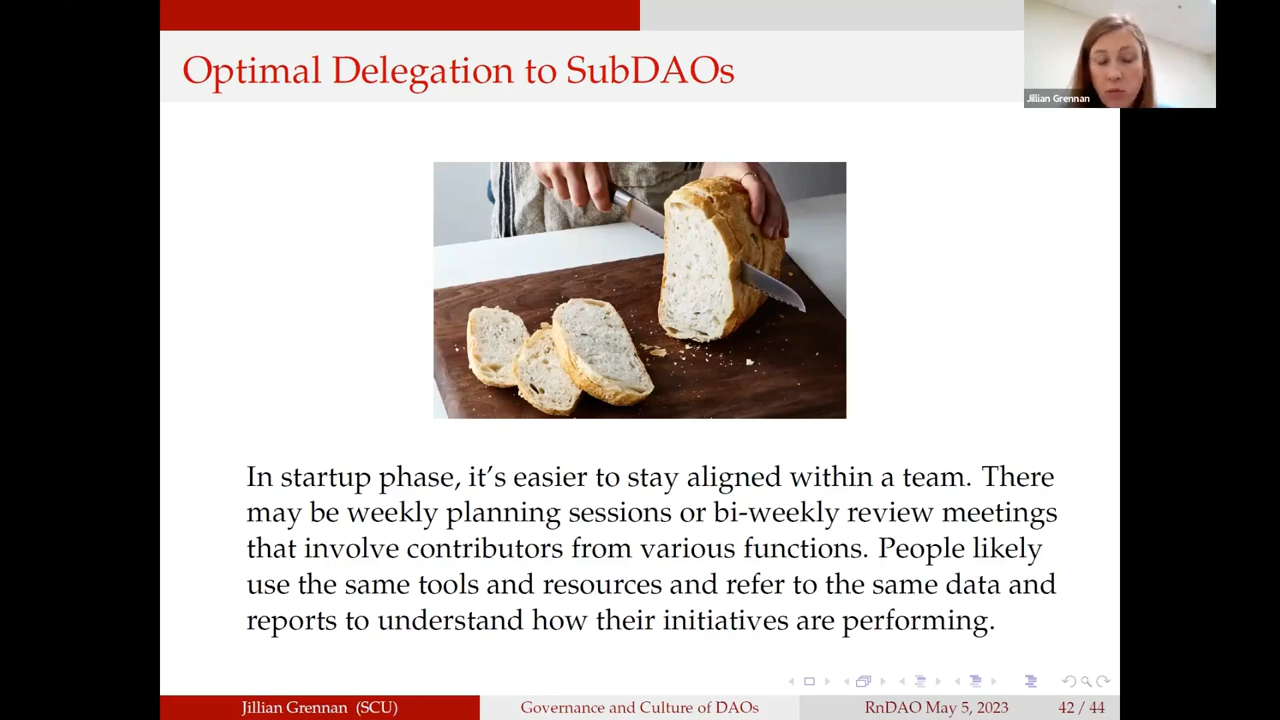 Optimal Delegation to SubDAOs
Jillian Grennan
In startup phase, it's easier to stay aligned within a team. There
may be weekly planning sessions or bi-weekly review meetings
that involve contributors from various functions. People likely
use the same tools and resources and refer to the same data and
reports to understand how their initiatives are performing.
Jillian Grennan (SCU) Governance and Culture of DAOs RnDAO May 5, 2023 42 / 44